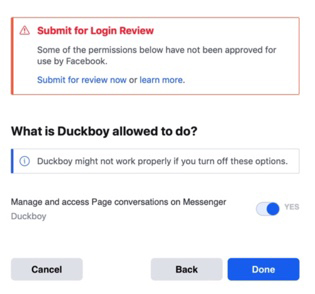 Submit for Login Review
Some of the permissions below have not been approved for
use by Facebook.
Submit for review now or learn more.
What is Duckboy allowed to do?
Duckboy might not work properly if you turn off these options.
Manage and access Page conversations on Messenger
YES
Duckboy
Cancel
Back
Done